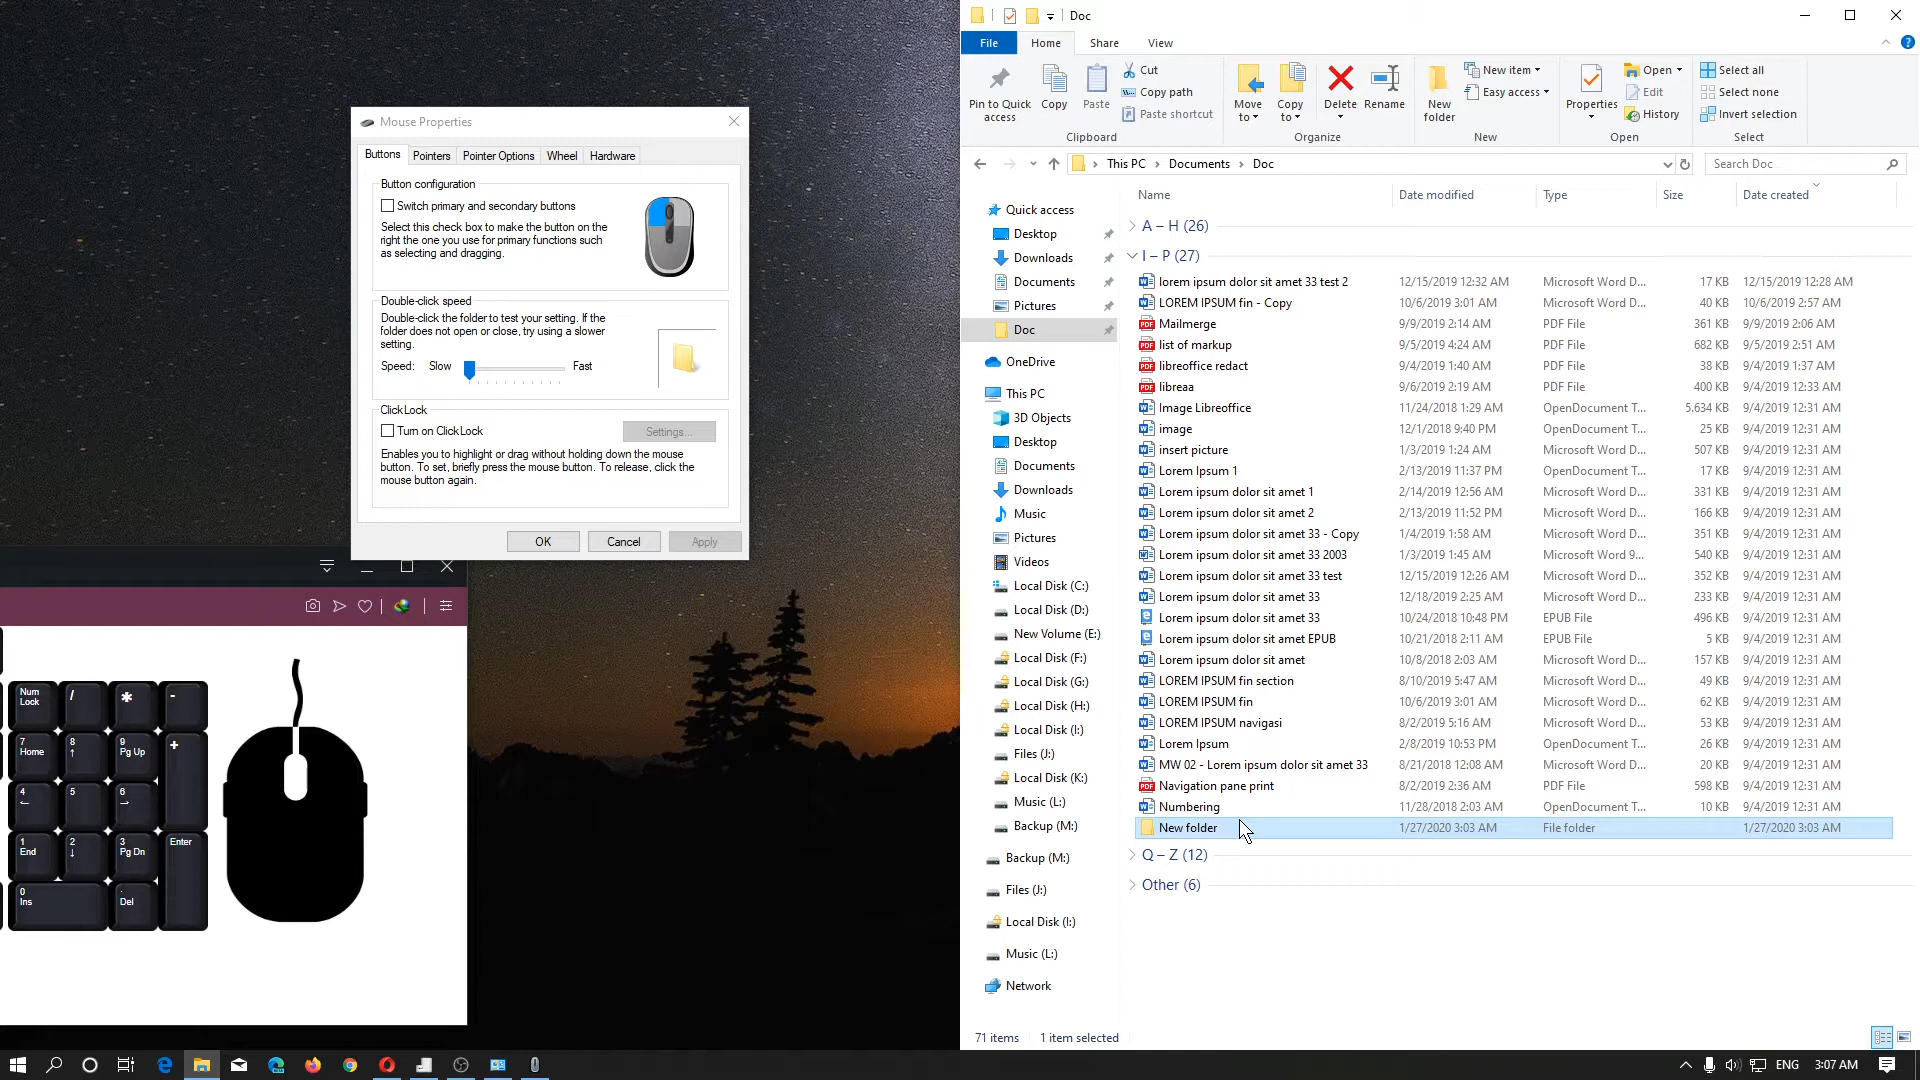 Mouse Properties
Buttons
Pointers
Pointer Options
Wheel
Hardware
Button configuration
Switch primary and secondary buttons
Select this check box to make the button on the
right the one you use for primary functions such
as selecting and dragging.
Double-click speed
Double-click the folder to test your setting. If the
folder does not open or close, try using a slower
setting.
Speed: Slow Fast
ClickLock
Turn on ClickLock
Settings...
Enables you to highlight or drag without holding down the mouse
button. To set, briefly press the mouse button. To release, click the
mouse button again.
OK Cancel Apply
Num
Lock
/
*
-
7
Home
8
↑
9
Pg Up
+
4
←
5
6
→
1
End
2
↓
3
Pg Dn
Enter
0
Ins
.
Del
Doc
File Home Share View
Pin to Quick
access
Copy
Paste
Cut
Copy path
Paste shortcut
Clipboard
Move
to
Copy
to
Delete
Rename
Organize
New
folder
New item
Easy access
New
Properties
Open
Edit
History
Open
Select all
Select none
Invert selection
Select
This PC > Documents > Doc
Search Doc
Quick access
Desktop
Downloads
Documents
Pictures
Doc
OneDrive
This PC
3D Objects
Desktop
Documents
Downloads
Music
Pictures
Videos
Local Disk (C:)
Local Disk (D:)
New Volume (E:)
Local Disk (F:)
Local Disk (G:)
Local Disk (H:)
Local Disk (I:)
Files (J:)
Local Disk (K:)
Music (L:)
Backup (M:)
Backup (M:)
Files (J:)
Local Disk (I:)
Music (L:)
Network
Name Date modified Type Size Date created
A – H (26)
I – P (27)
lorem ipsum dolor sit amet 33 test 2 12/15/2019 12:32 AM Microsoft Word D... 17 KB 12/15/2019 12:28 AM
LOREM IPSUM fin - Copy 10/6/2019 3:01 AM Microsoft Word D... 40 KB 10/6/2019 2:57 AM
PDF Mailmerge 9/9/2019 2:14 AM PDF File 361 KB 9/9/2019 2:06 AM
PDF list of markup 9/5/2019 4:24 AM PDF File 682 KB 9/5/2019 2:51 AM
PDF libreoffice redact 9/4/2019 1:40 AM PDF File 38 KB 9/4/2019 1:37 AM
PDF libreaa 9/6/2019 2:19 AM PDF File 400 KB 9/4/2019 12:33 AM
Image Libreoffice 11/24/2018 1:29 AM OpenDocument T... 5.634 KB 9/4/2019 12:31 AM
image 12/1/2018 9:40 PM OpenDocument T... 25 KB 9/4/2019 12:31 AM
insert picture 1/3/2019 1:24 AM Microsoft Word D... 507 KB 9/4/2019 12:31 AM
Lorem Ipsum 1 2/13/2019 11:37 PM OpenDocument T... 17 KB 9/4/2019 12:31 AM
Lorem ipsum dolor sit amet 1 2/14/2019 12:56 AM Microsoft Word D... 331 KB 9/4/2019 12:31 AM
Lorem ipsum dolor sit amet 2 2/13/2019 11:52 PM Microsoft Word D... 166 KB 9/4/2019 12:31 AM
Lorem ipsum dolor sit amet 33 - Copy 1/4/2019 1:58 AM Microsoft Word D... 351 KB 9/4/2019 12:31 AM
Lorem ipsum dolor sit amet 33 2003 1/3/2019 1:45 AM Microsoft Word 9... 540 KB 9/4/2019 12:31 AM
Lorem ipsum dolor sit amet 33 test 12/15/2019 12:26 AM Microsoft Word D... 352 KB 9/4/2019 12:31 AM
Lorem ipsum dolor sit amet 33 12/18/2019 2:25 AM Microsoft Word D... 233 KB 9/4/2019 12:31 AM
Lorem ipsum dolor sit amet 33 10/24/2018 10:48 PM EPUB File 496 KB 9/4/2019 12:31 AM
Lorem ipsum dolor sit amet EPUB 10/21/2018 2:11 AM EPUB File 5 KB 9/4/2019 12:31 AM
Lorem ipsum dolor sit amet 10/8/2018 2:03 AM Microsoft Word D... 157 KB 9/4/2019 12:31 AM
LOREM IPSUM fin section 8/10/2019 5:47 AM Microsoft Word D... 49 KB 9/4/2019 12:31 AM
LOREM IPSUM fin 10/6/2019 3:01 AM Microsoft Word D... 62 KB 9/4/2019 12:31 AM
LOREM IPSUM navigasi 8/2/2019 5:16 AM Microsoft Word D... 53 KB 9/4/2019 12:31 AM
Lorem Ipsum 2/8/2019 10:53 PM OpenDocument T... 26 KB 9/4/2019 12:31 AM
MW 02 - Lorem ipsum dolor sit amet 33 8/21/2018 12:08 AM Microsoft Word D... 20 KB 9/4/2019 12:31 AM
PDF Navigation pane print 8/2/2019 2:36 AM PDF File 598 KB 9/4/2019 12:31 AM
Numbering 11/28/2018 2:03 AM OpenDocument T... 10 KB 9/4/2019 12:31 AM
New folder 1/27/2020 3:03 AM File folder 1/27/2020 3:03 AM
Q – Z (12)
Other (6)
71 items 1 item selected
ENG 3:07 AM